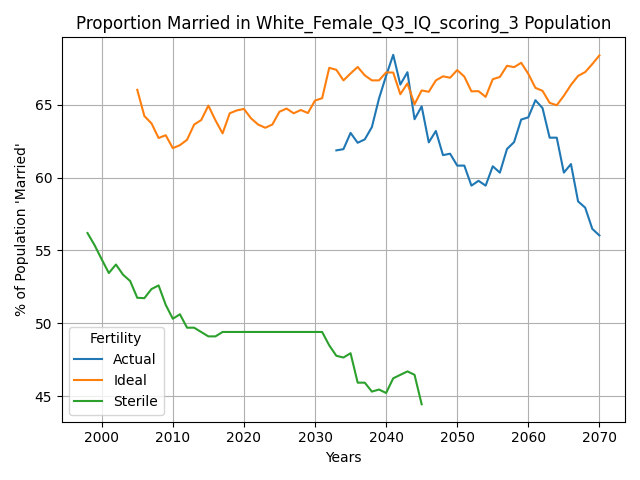 Proportion Married in White_Female_Q3_IQ_scoring_3 Population
% of Population 'Married'
65
60
55
50
45
Fertility
Actual
Ideal
Sterile
2000 2010 2020 2030 2040 2050 2060 2070
Years